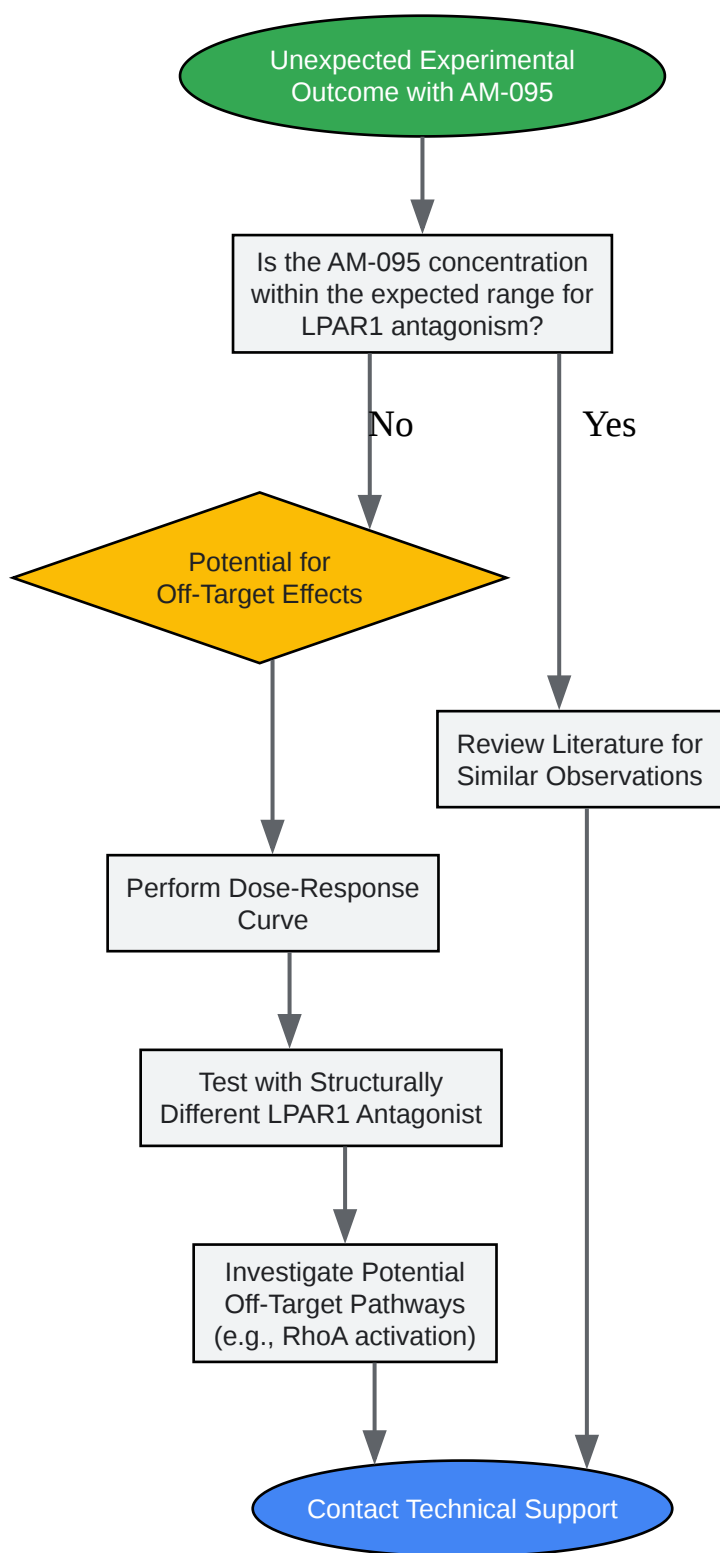 Unexpected Experimental
Outcome with AM-095
Is the AM-095 concentration
within the expected range for
LPAR1 antagonism?
No
Yes
Potential for
Off-Target Effects
Review Literature for
Similar Observations
Perform Dose-Response
Curve
Test with Structurally
Different LPAR1 Antagonist
Investigate Potential
Off-Target Pathways
(e.g., RhoA activation)
Contact Technical Support